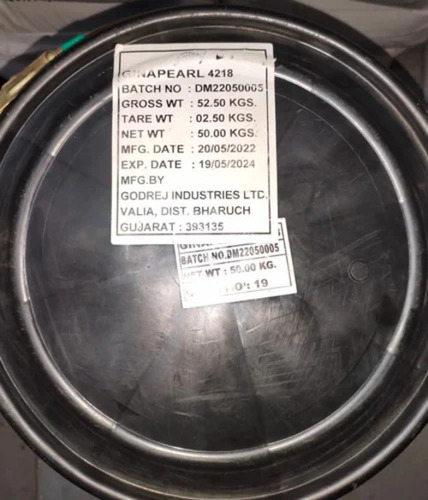 GINAPEARL 4218
BATCH NO : DM22050005
GROSS WT : 52.50 KGS.
TARE WT : 02.50 KGS.
NET WT : 50.00 KGS.
MFG. DATE : 20/05/2022
EXP. DATE : 19/05/2024
MFG.BY
GODREJ INDUSTRIES LTD.
VALIA, DIST. BHARUCH
GUJARAT : 393135
BATCH NO.DM22050005
NET WT : 50.00 KG.
19